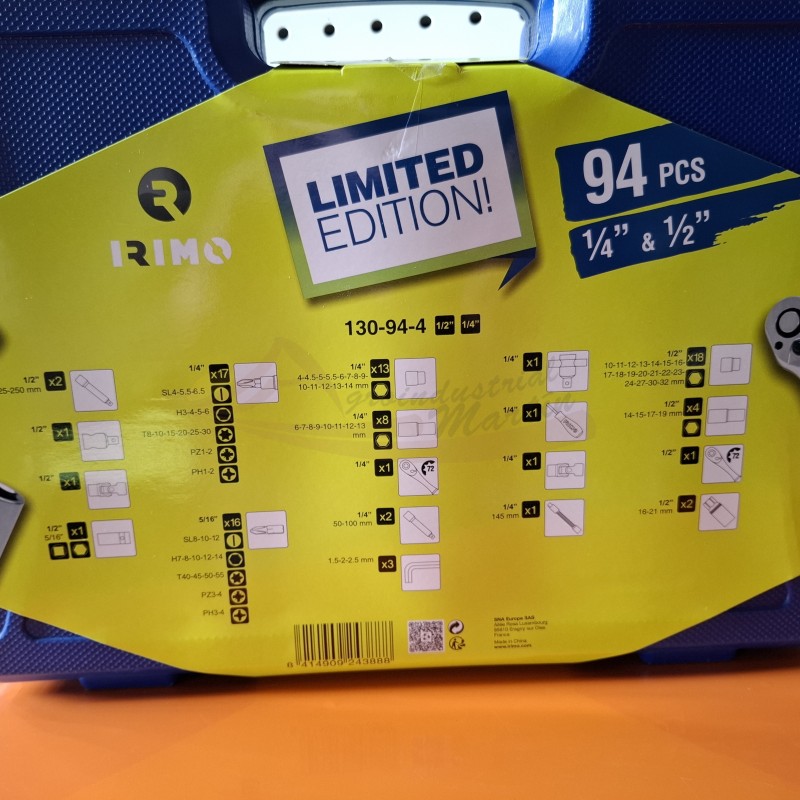 IRIMO
LIMITED
EDITION!
94 PCS
1/4” & 1/2”
130-94-4 1/2” 1/4”
1/2” x2
25-250 mm
1/2” x1
1/2” x1
1/2” x1
5/16”
1/4” x17
SL4-5.5-6.5
H3-4-5-6
T8-10-15-20-25-30
PZ1-2
PH1-2
5/16” x16
SL8-10-12
H7-8-10-12-14
T40-45-50-55
PZ3-4
PH3-4
1/4” x13
4-4.5-5-5.5-6-7-8-9-
10-11-12-13-14 mm
1/4” x8
6-7-8-9-10-11-12-13
mm
1/4” x1
72
1/4” x2
50-100 mm
1.5-2-2.5 mm x3
1/4” x1
1/4” x1
1/4” x1
1/4” x1
145 mm
1/2” x18
10-11-12-13-14-15-16-
17-18-19-20-21-22-23-
24-27-30-32 mm
1/2” x4
14-15-17-19 mm
1/2” x1
72
1/2” x2
16-21 mm
Agroindustrial
Marsin
8 414909 243888
SNA Europe SAS
Made in China
www.irimo.com